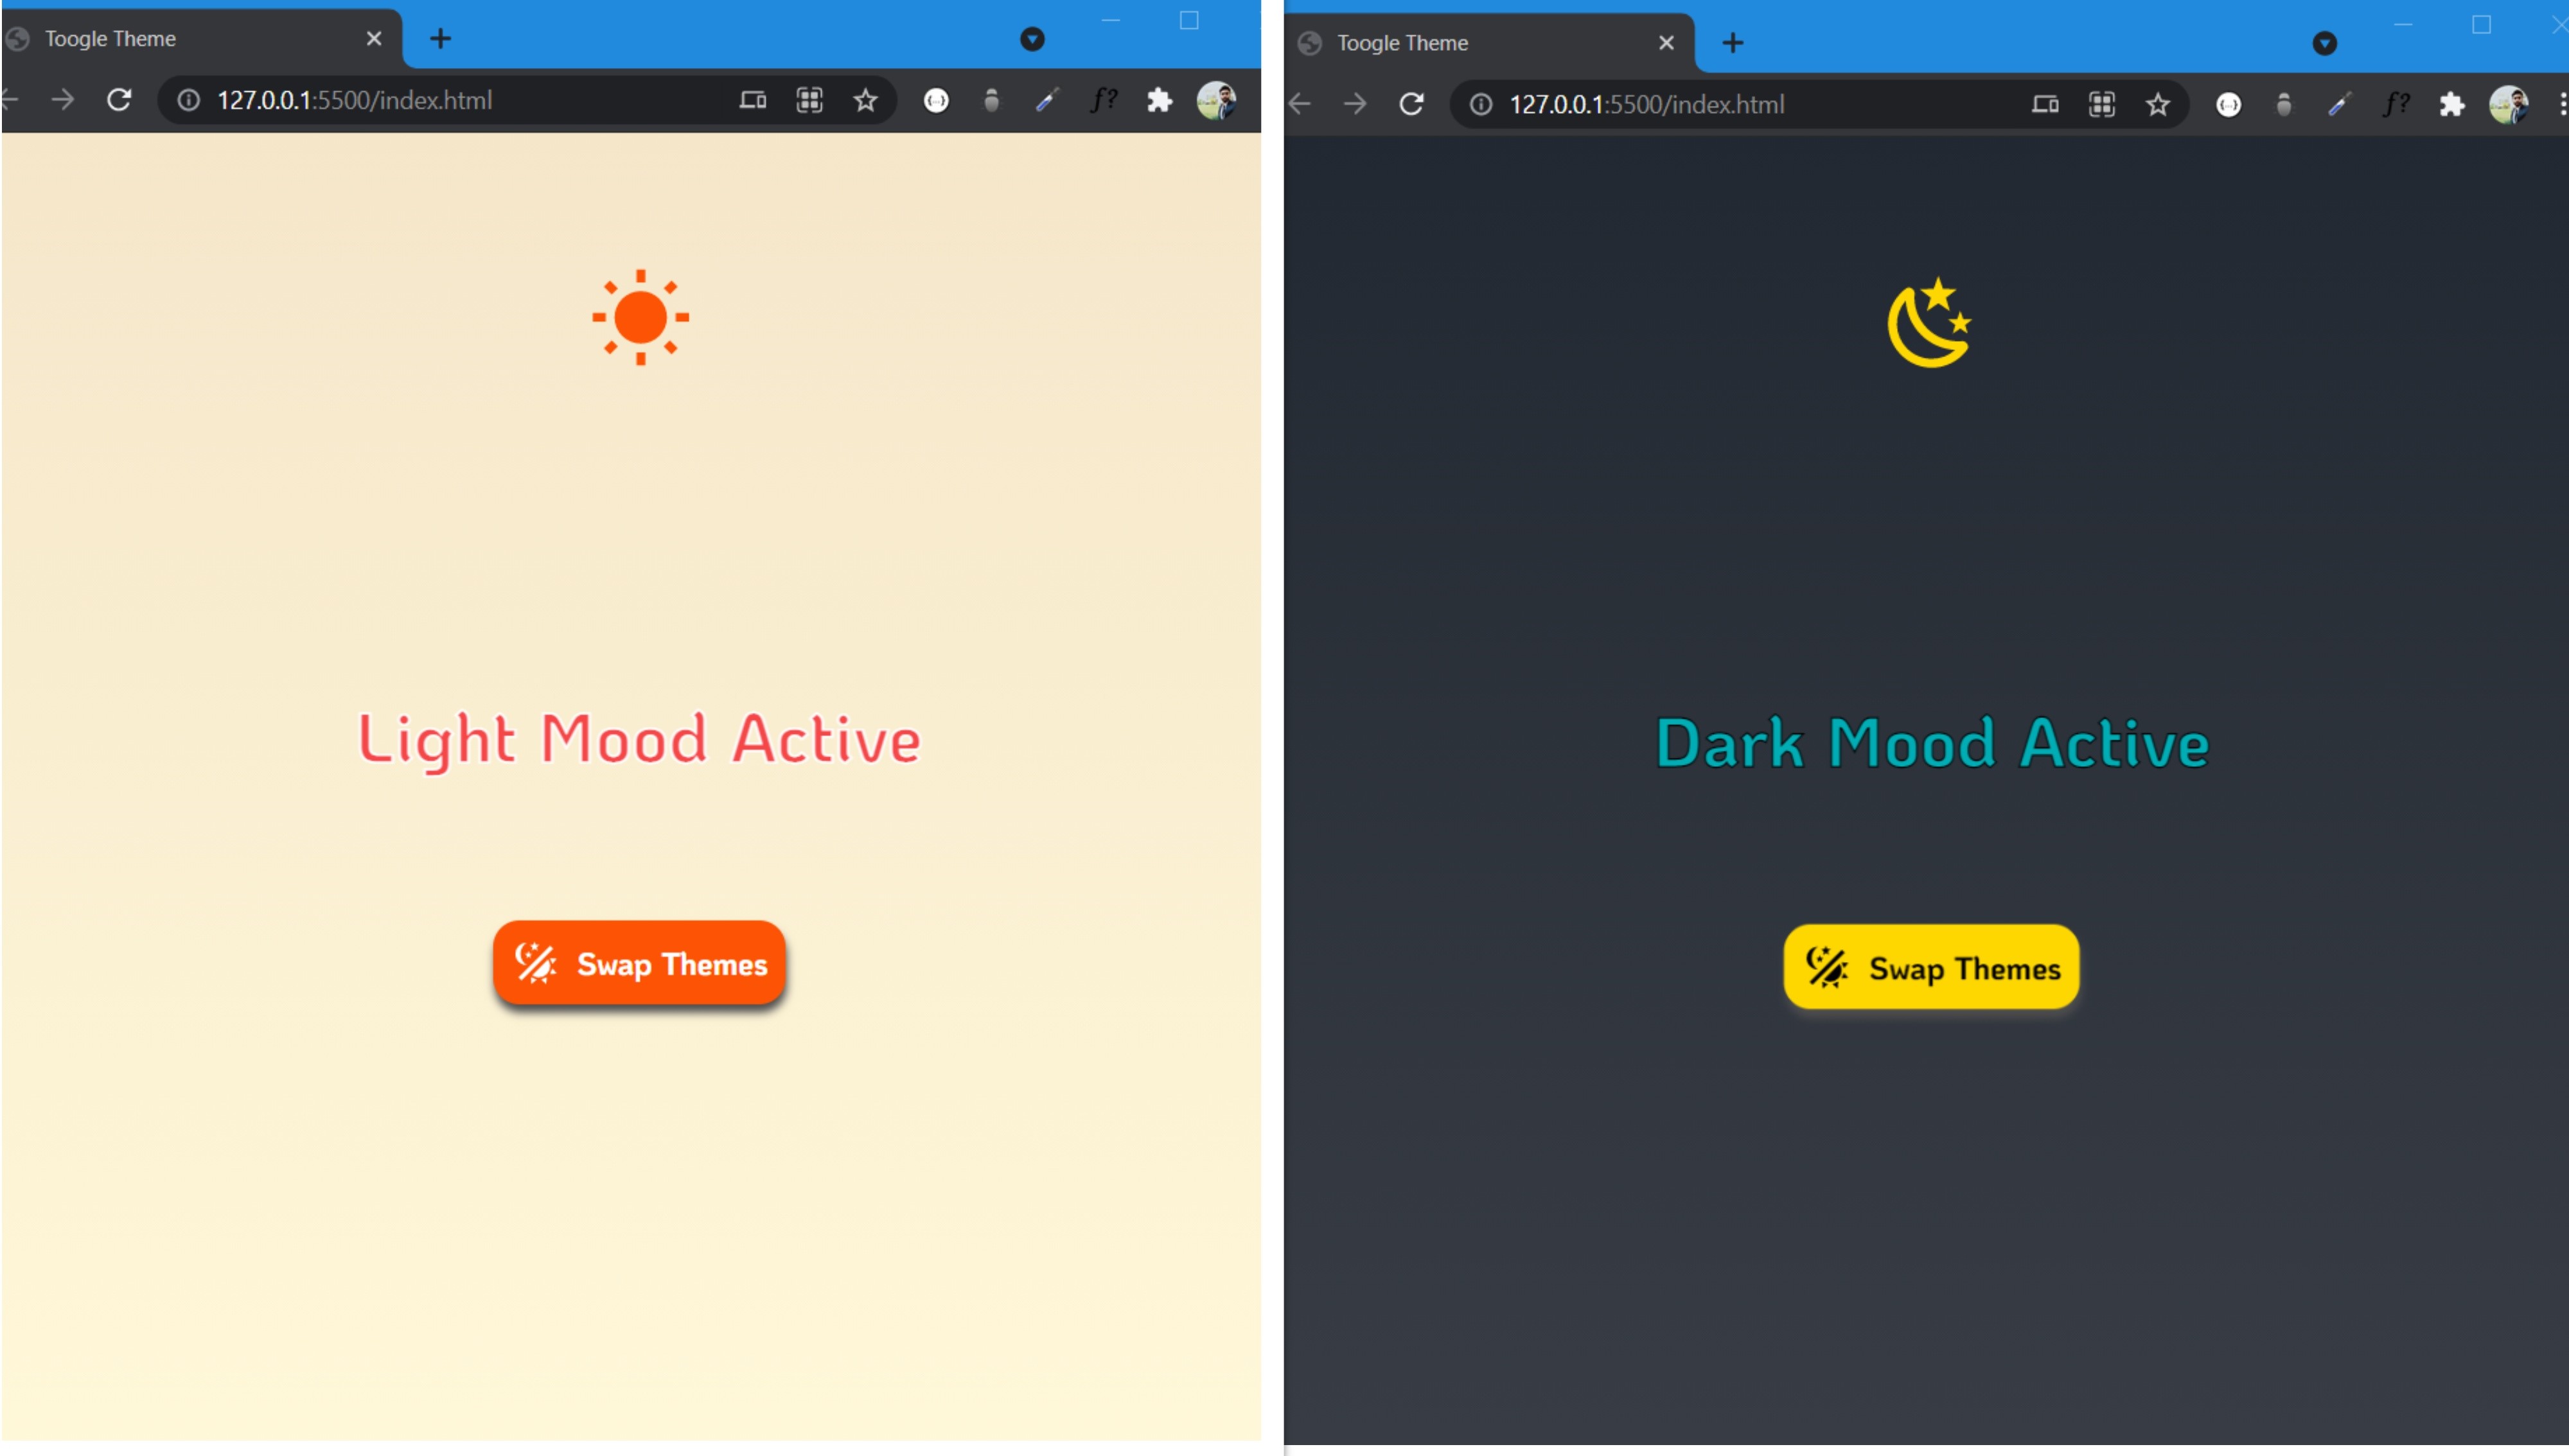 Toogle Theme
127.0.0.1:5500/index.html
f?
Light Mood Active
Swap Themes
Toogle Theme
127.0.0.1:5500/index.html
f?
Dark Mood Active
Swap Themes